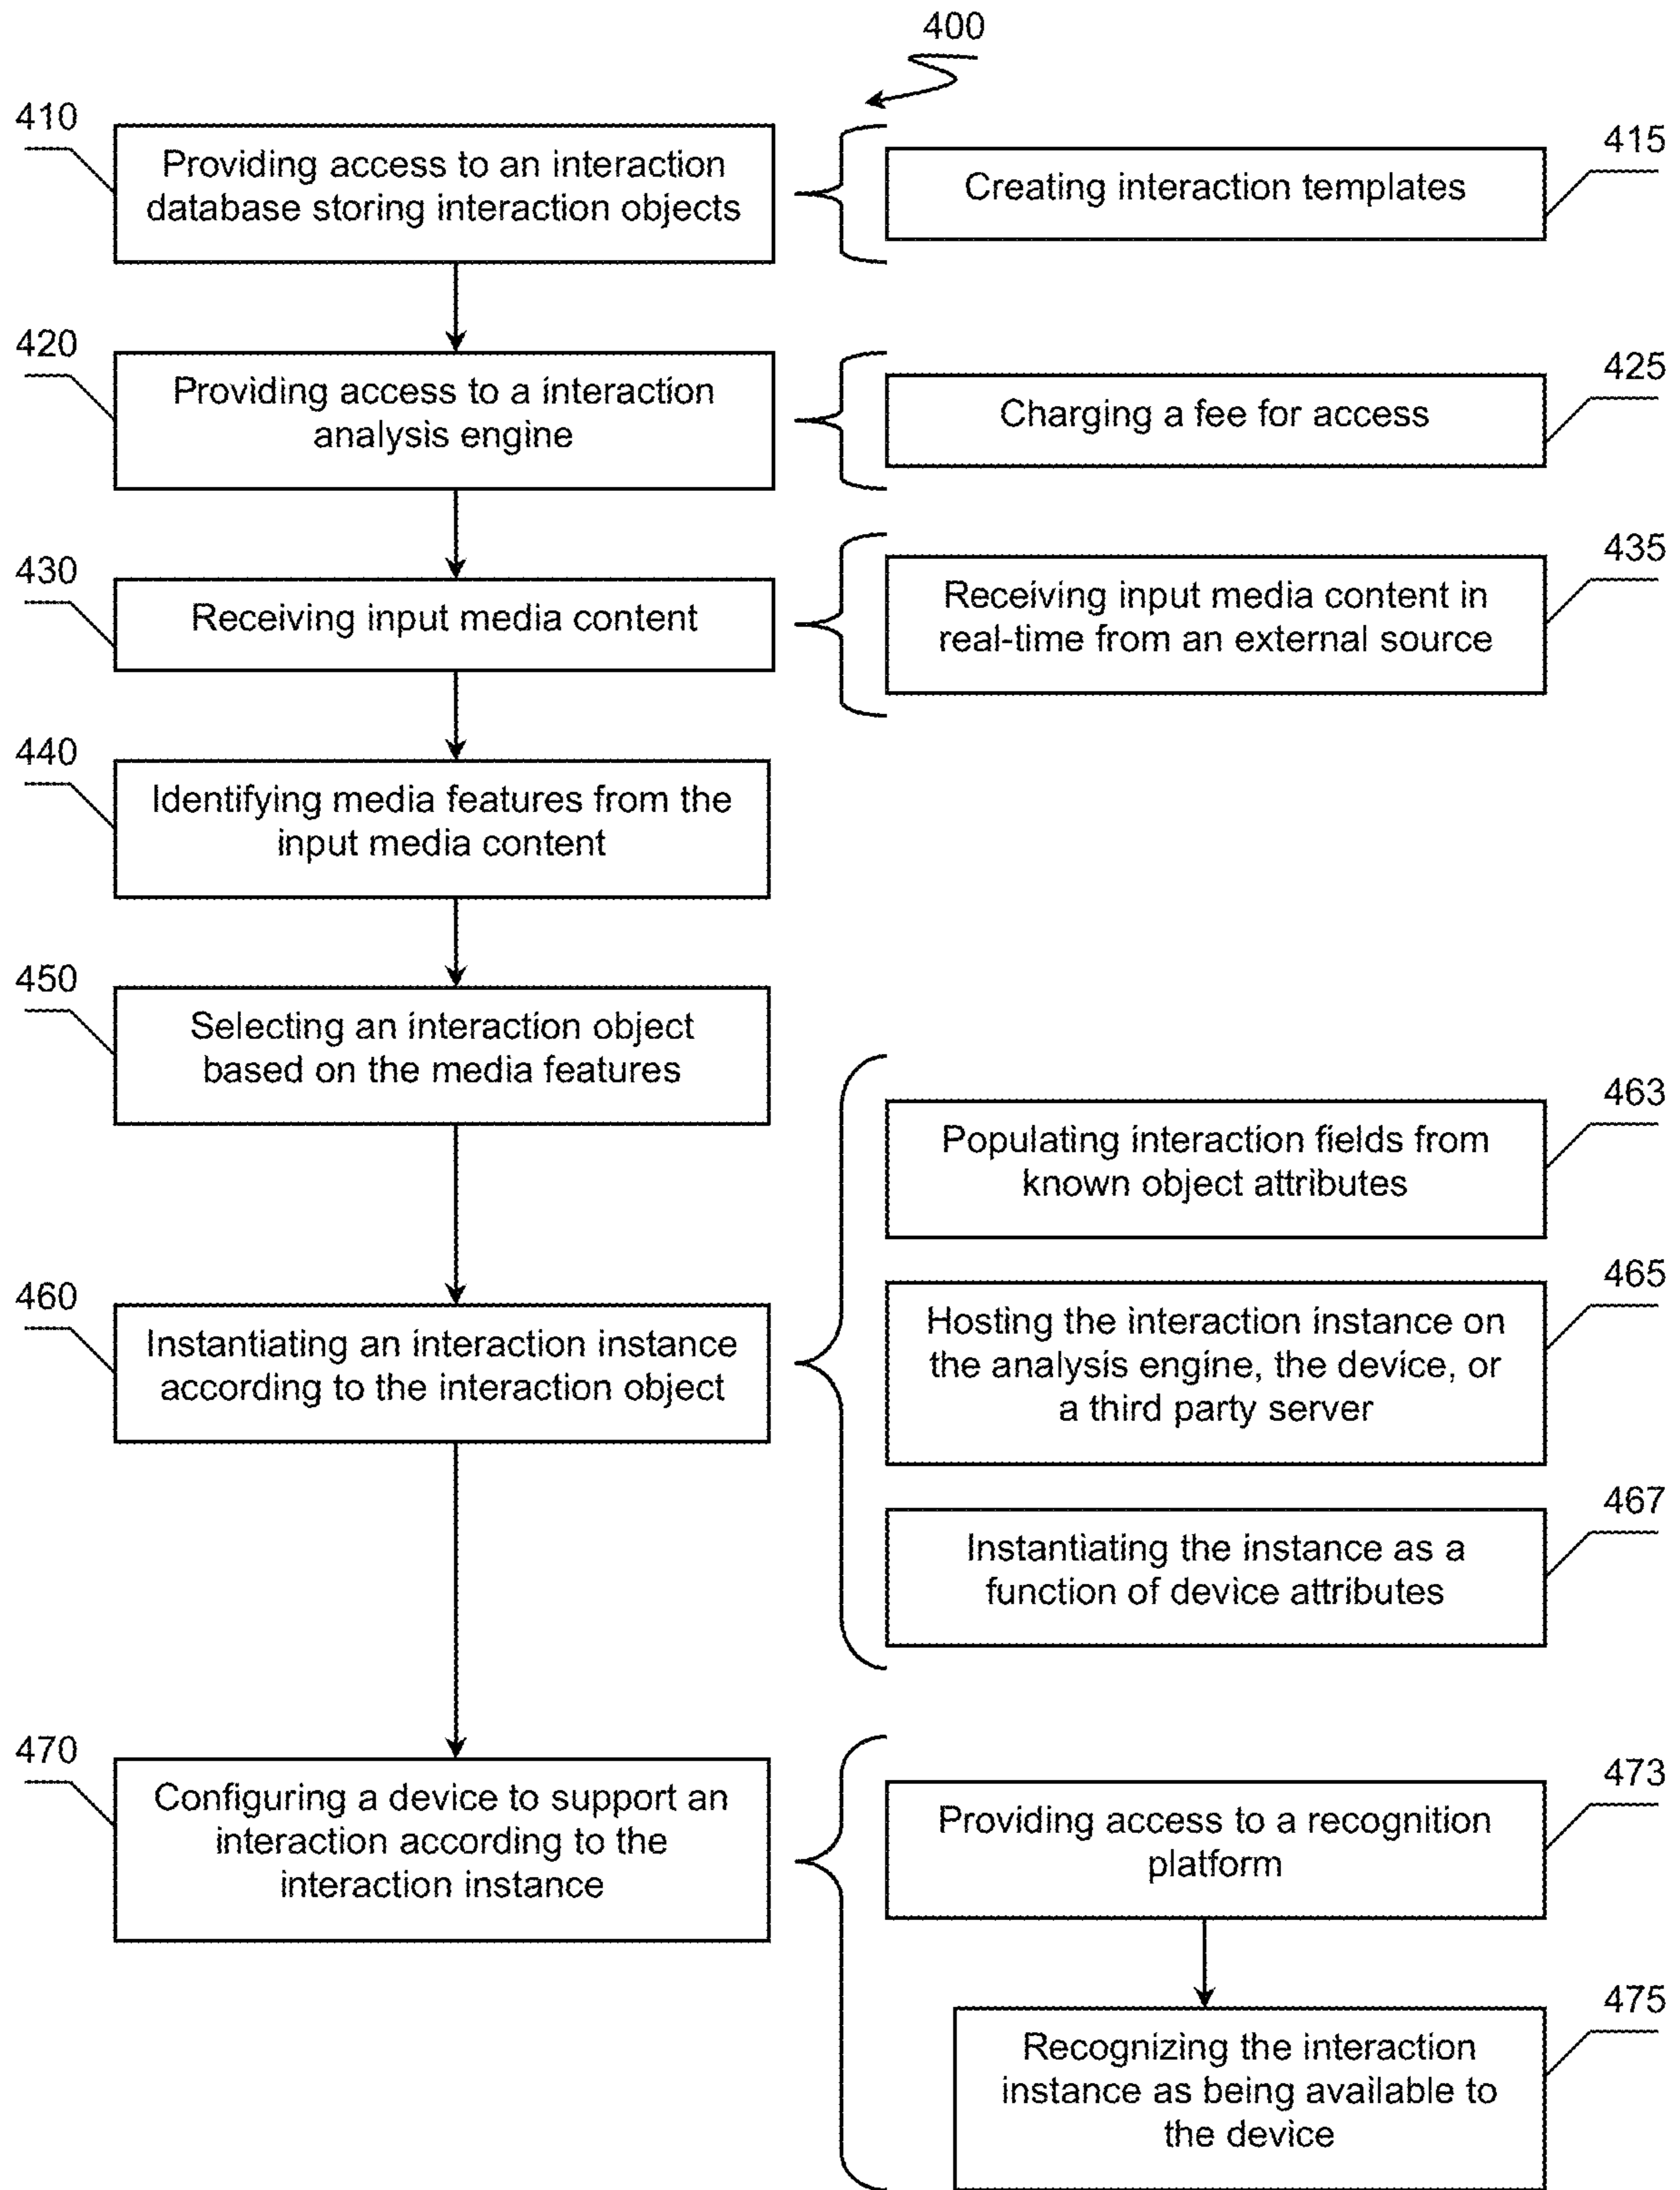 400
410
Providing access to an interaction
database storing interaction objects
415
Creating interaction templates
420
Providing access to a interaction
analysis engine
425
Charging a fee for access
430
Receiving input media content
435
Receiving input media content in
real-time from an external source
440
Identifying media features from the
input media content
450
Selecting an interaction object
based on the media features
460
Instantiating an interaction instance
according to the interaction object
463
Populating interaction fields from
known object attributes
465
Hosting the interaction instance on
the analysis engine, the device, or
a third party server
467
Instantiating the instance as a
function of device attributes
470
Configuring a device to support an
interaction according to the
interaction instance
473
Providing access to a recognition
platform
475
Recognizing the interaction
instance as being available to
the device